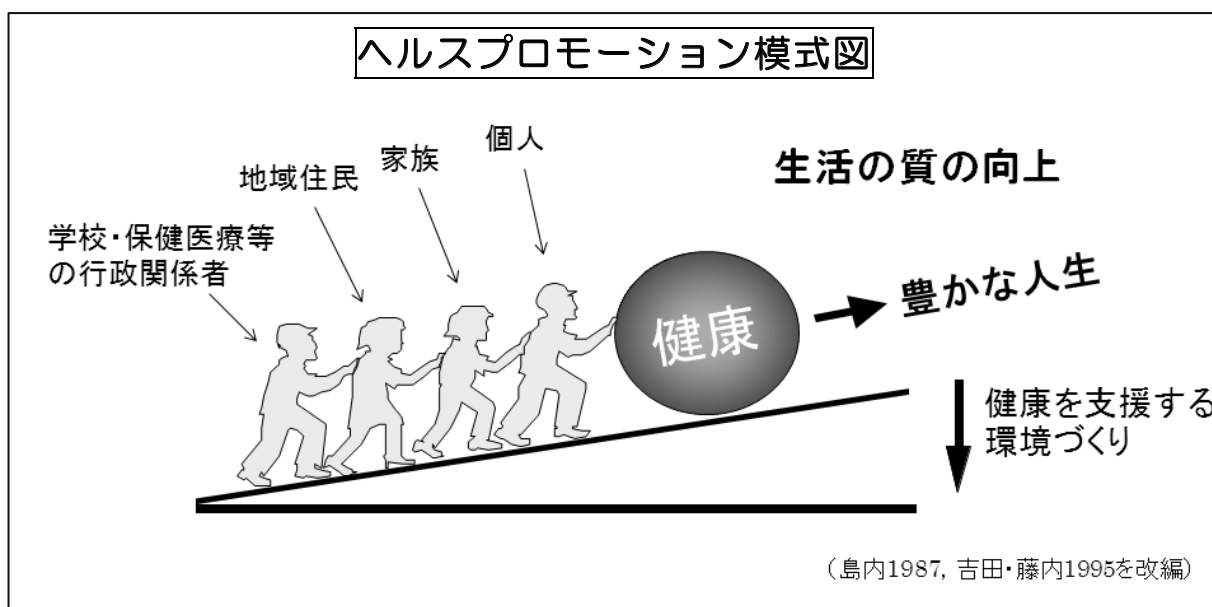 ヘルスプロモーション模式図
個人
家族
地域住民
学校・保健医療等
の行政関係者
生活の質の向上
健康
豊かな人生
健康を支援する
環境づくり
（島内1987, 吉田・藤内1995を改編）